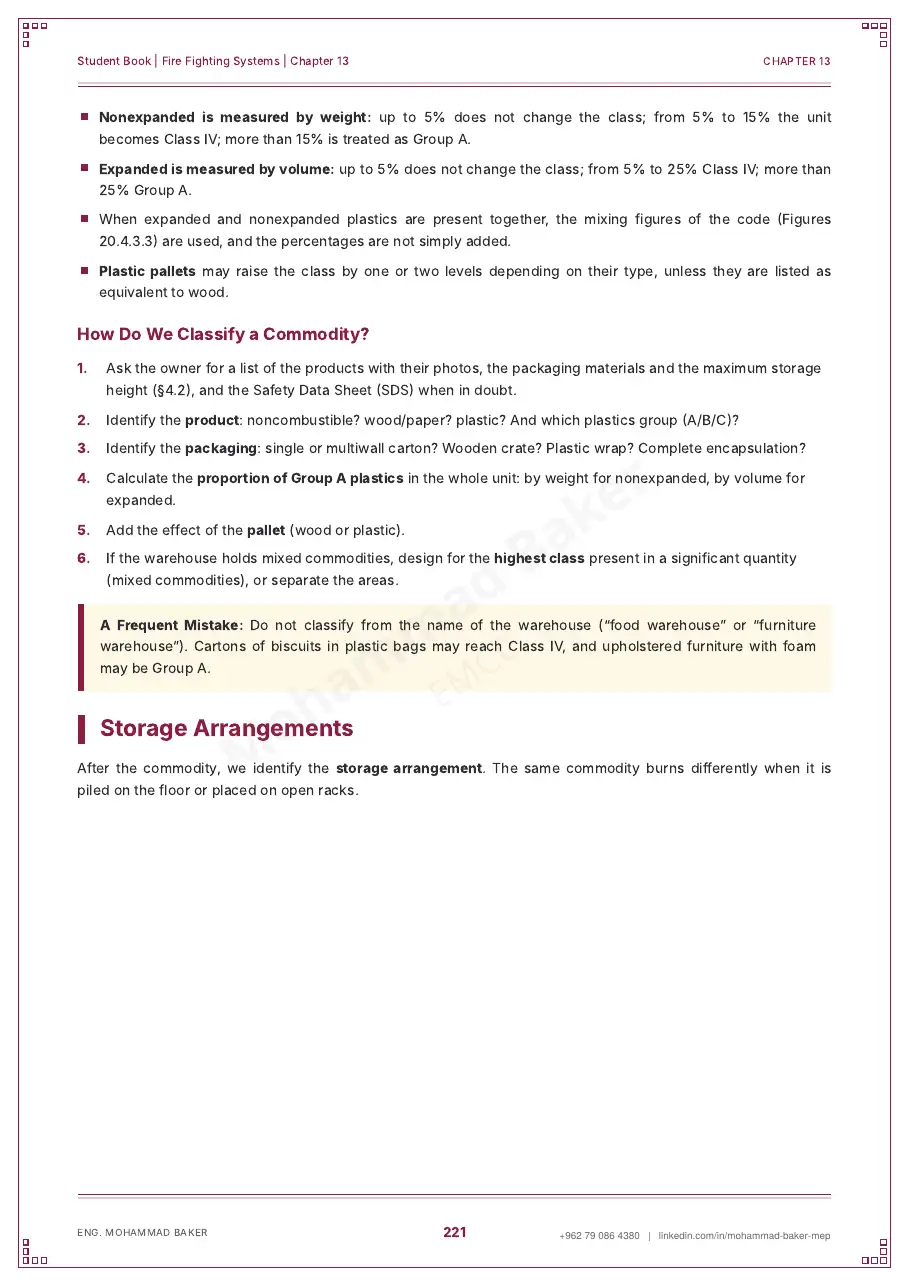 Student Book | Fire Fighting Systems | Chapter 13
CHAPTER 13
Nonexpanded is measured by weight: up to 5% does not change the class; from 5% to 15% the unit
becomes Class IV; more than 15% is treated as Group A.
Expanded is measured by volume: up to 5% does not change the class; from 5% to 25% Class IV; more than
25% Group A.
When expanded and nonexpanded plastics are present together, the mixing figures of the code (Figures
20.4.3.3) are used, and the percentages are not simply added.
Plastic pallets may raise the class by one or two levels depending on their type, unless they are listed as
equivalent to wood.
How Do We Classify a Commodity?
1. Ask the owner for a list of the products with their photos, the packaging materials and the maximum storage
height (§4.2), and the Safety Data Sheet (SDS) when in doubt.
2. Identify the product: noncombustible? wood/paper? plastic? And which plastics group (A/B/C)?
3. Identify the packaging: single or multiwall carton? Wooden crate? Plastic wrap? Complete encapsulation?
4. Calculate the proportion of Group A plastics in the whole unit: by weight for nonexpanded, by volume for
expanded.
5. Add the effect of the pallet (wood or plastic).
6. If the warehouse holds mixed commodities, design for the highest class present in a significant quantity
(mixed commodities), or separate the areas.
A Frequent Mistake: Do not classify from the name of the warehouse (“food warehouse” or “furniture
warehouse”). Cartons of biscuits in plastic bags may reach Class IV, and upholstered furniture with foam
may be Group A.
Storage Arrangements
After the commodity, we identify the storage arrangement. The same commodity burns differently when it is
piled on the floor or placed on open racks.
Mohammad Baker
ENG. MOHAMMAD BAKER
221
+962 79 086 4380 | linkedin.com/in/mohammad-baker-mep